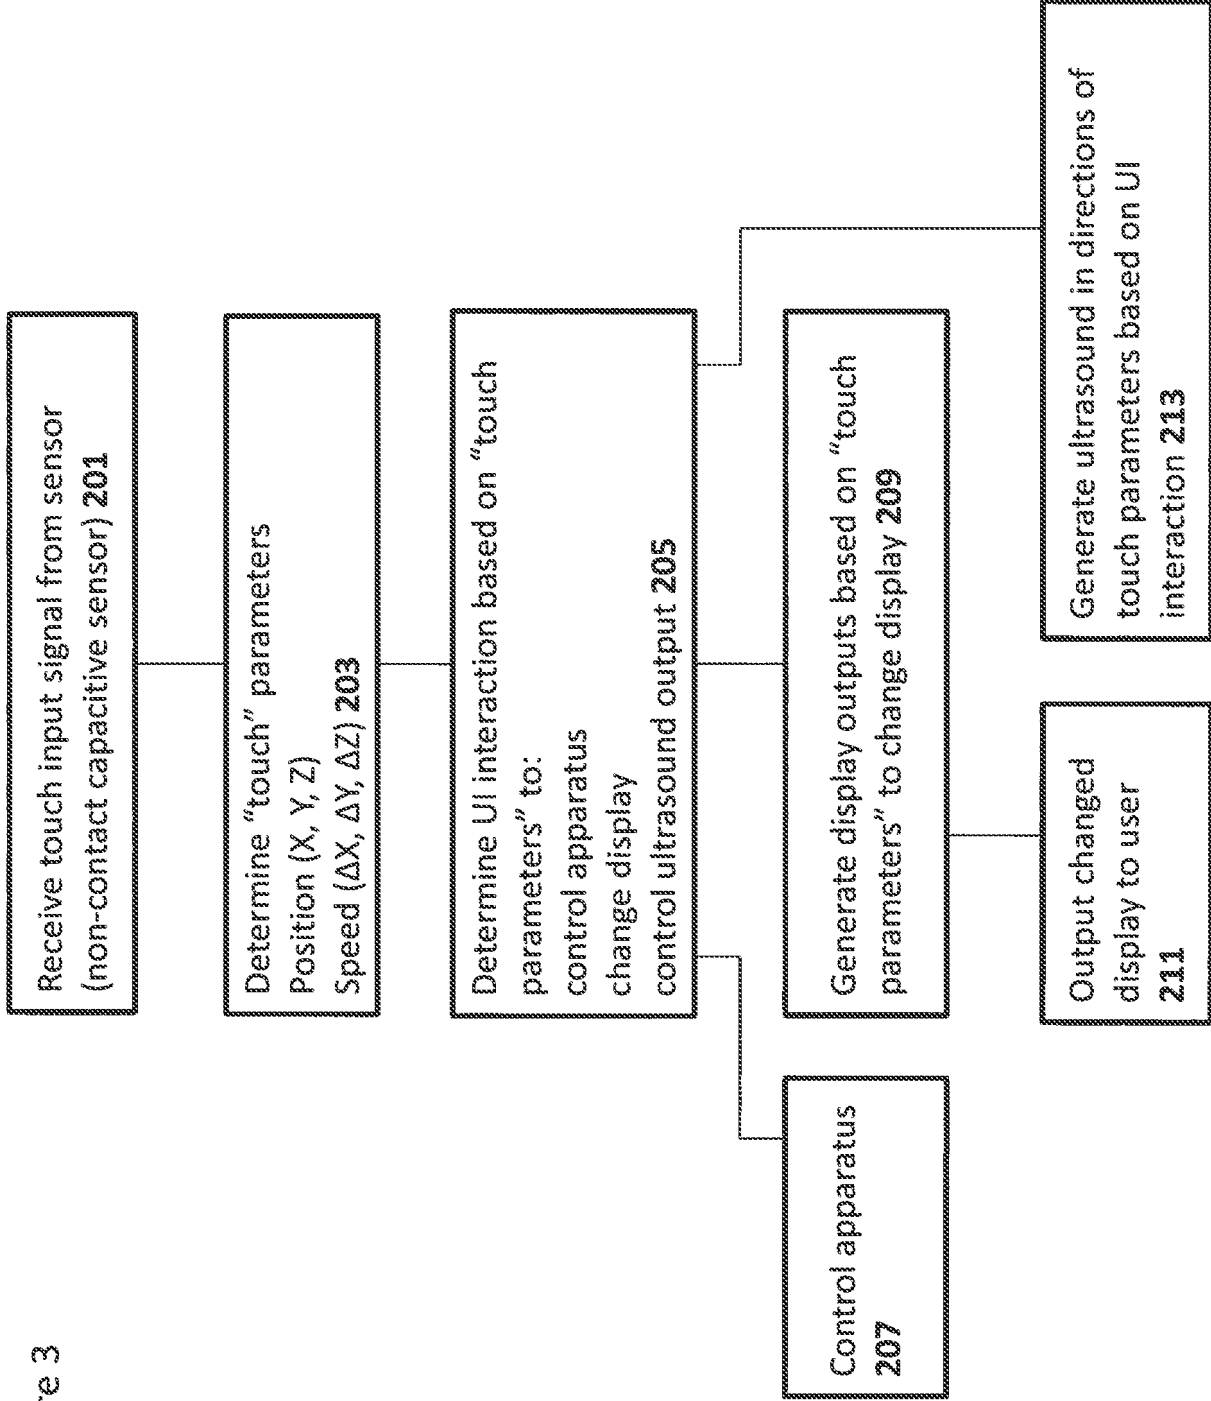 re 3
Receive touch input signal from sensor
(non-contact capacitive sensor) 201
Determine “touch” parameters
Position (X, Y, Z)
Speed (ΔX, ΔY, ΔZ) 203
Determine UI interaction based on “touch
parameters” to:
control apparatus
change display
control ultrasound output 205
Control apparatus
207
Generate display outputs based on “touch
parameters” to change display 209
Output changed
display to user
211
Generate ultrasound in directions of
touch parameters based on UI
interaction 213